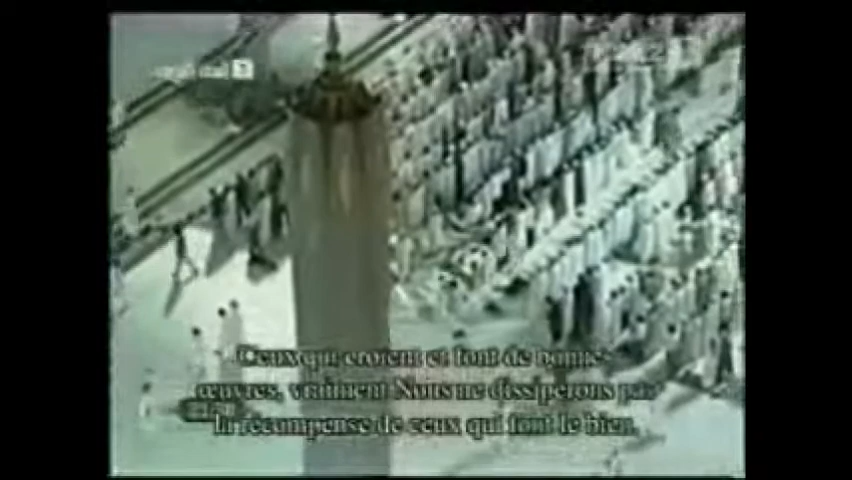 Ceux qui croient et font de bonnes
œuvres, vraiment Nous ne dissiperons pas
la récompense de ceux qui font le bien.